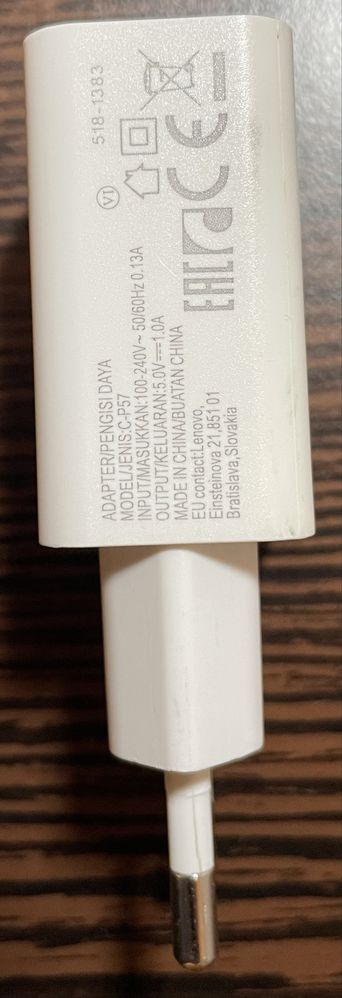 ADAPTER/PENGISI DAYA
MODEL/JENIS:C-P57
INPUT/MASUKKAN:100-240V~ 50/60Hz 0.13A
OUTPUT/KELUARAN:5.0V⎓1.0A
MADE IN CHINA/BUATAN CHINA
EU contact:Lenovo,
Einsteinova 21,851 01
Bratislava,Slovakia
VI
518-1383
EAC
CE